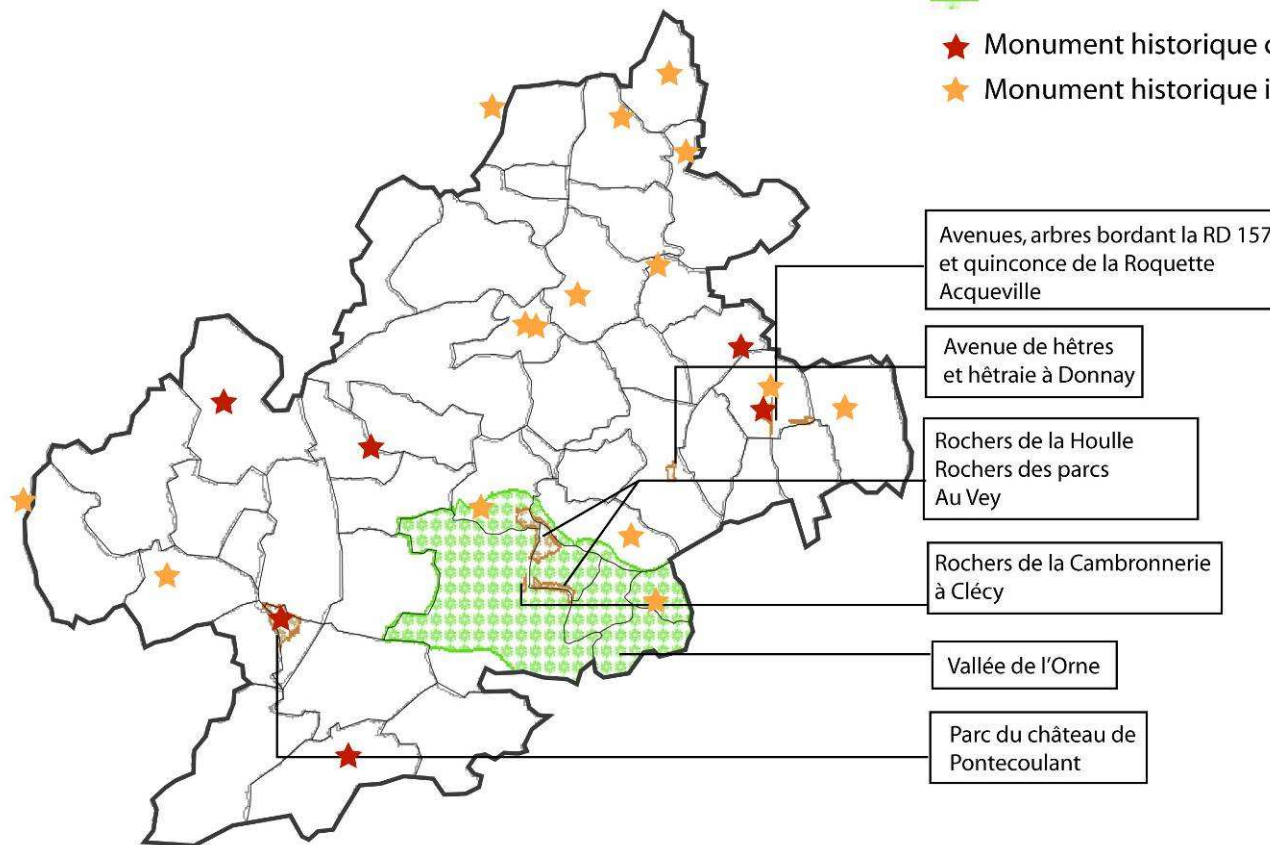 Monument historique
Monument historique
Avenues, arbres bordant la RD 157
et quinconce de la Roquette
Acqueville
Avenue de hêtres
et hêtraie à Donnay
Rochers de la Houlle
Rochers des parcs
Au Vey
Rochers de la Cambronnerie
à Clécy
Vallée de l'Orne
Parc du château de
Pontecoulant